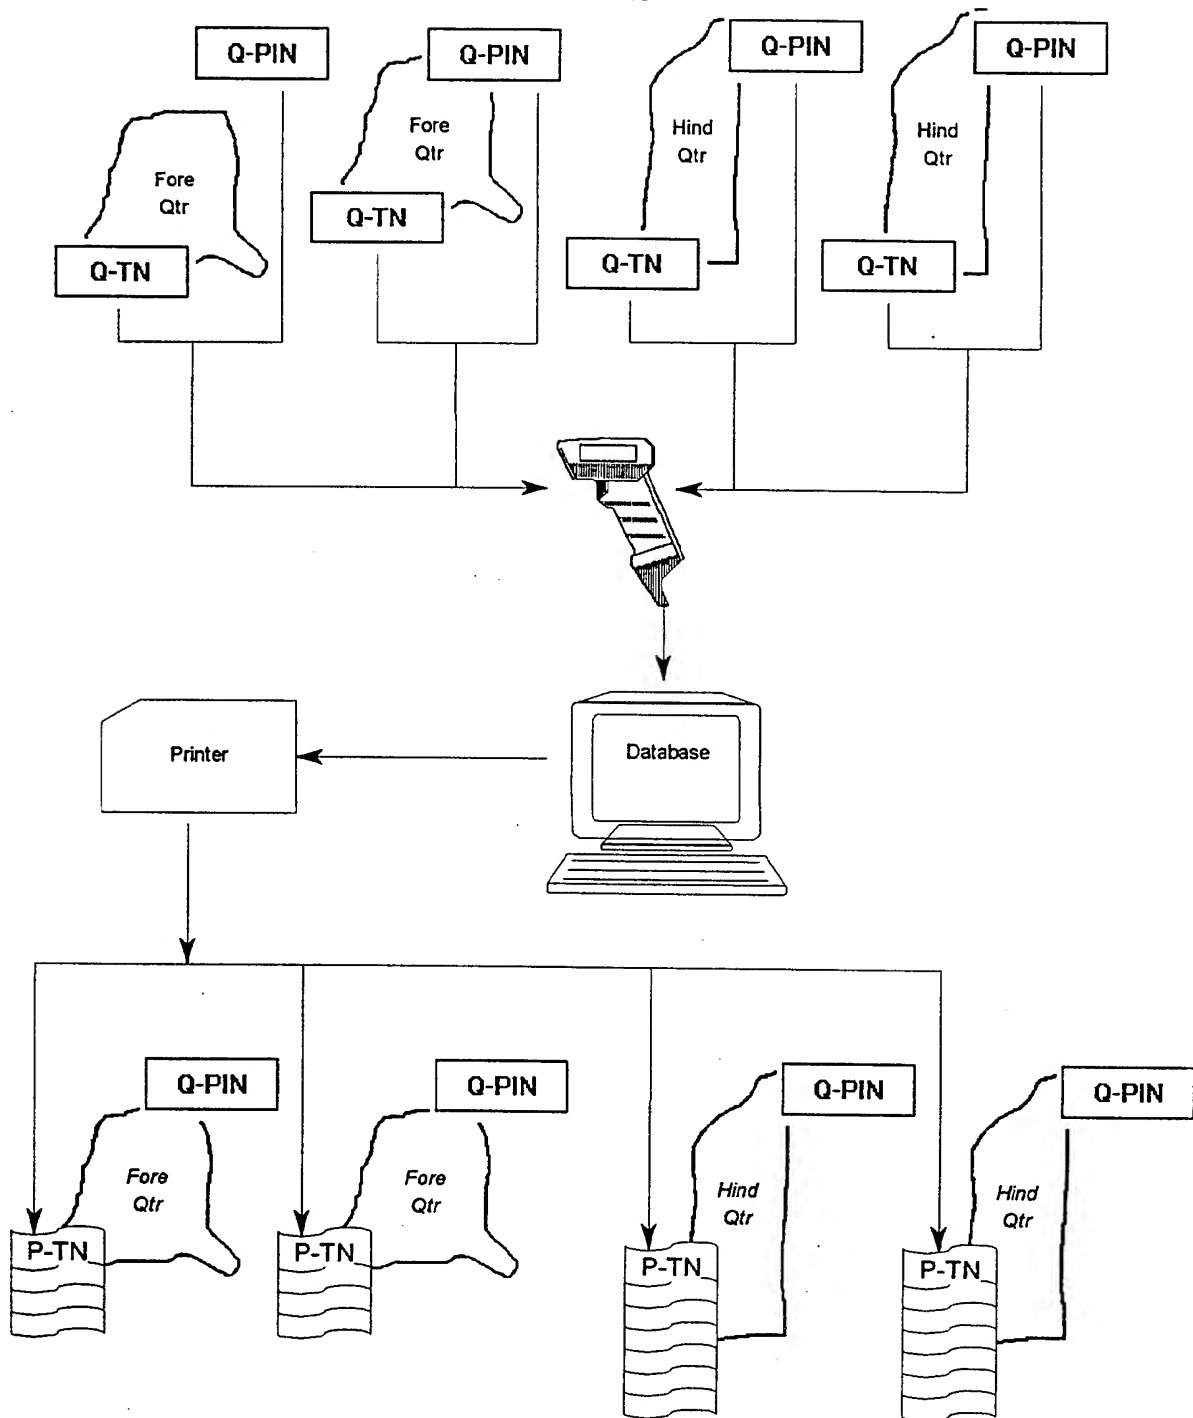 Q-PIN
Q-PIN
Q-PIN
Q-PIN
Fore
Qtr
Fore
Qtr
Hind
Qtr
Hind
Qtr
Q-TN
Q-TN
Q-TN
Q-TN
Printer
Database
Q-PIN
Q-PIN
Q-PIN
Q-PIN
Fore
Qtr
Fore
Qtr
Hind
Qtr
Hind
Qtr
P-TN
P-TN
P-TN
P-TN